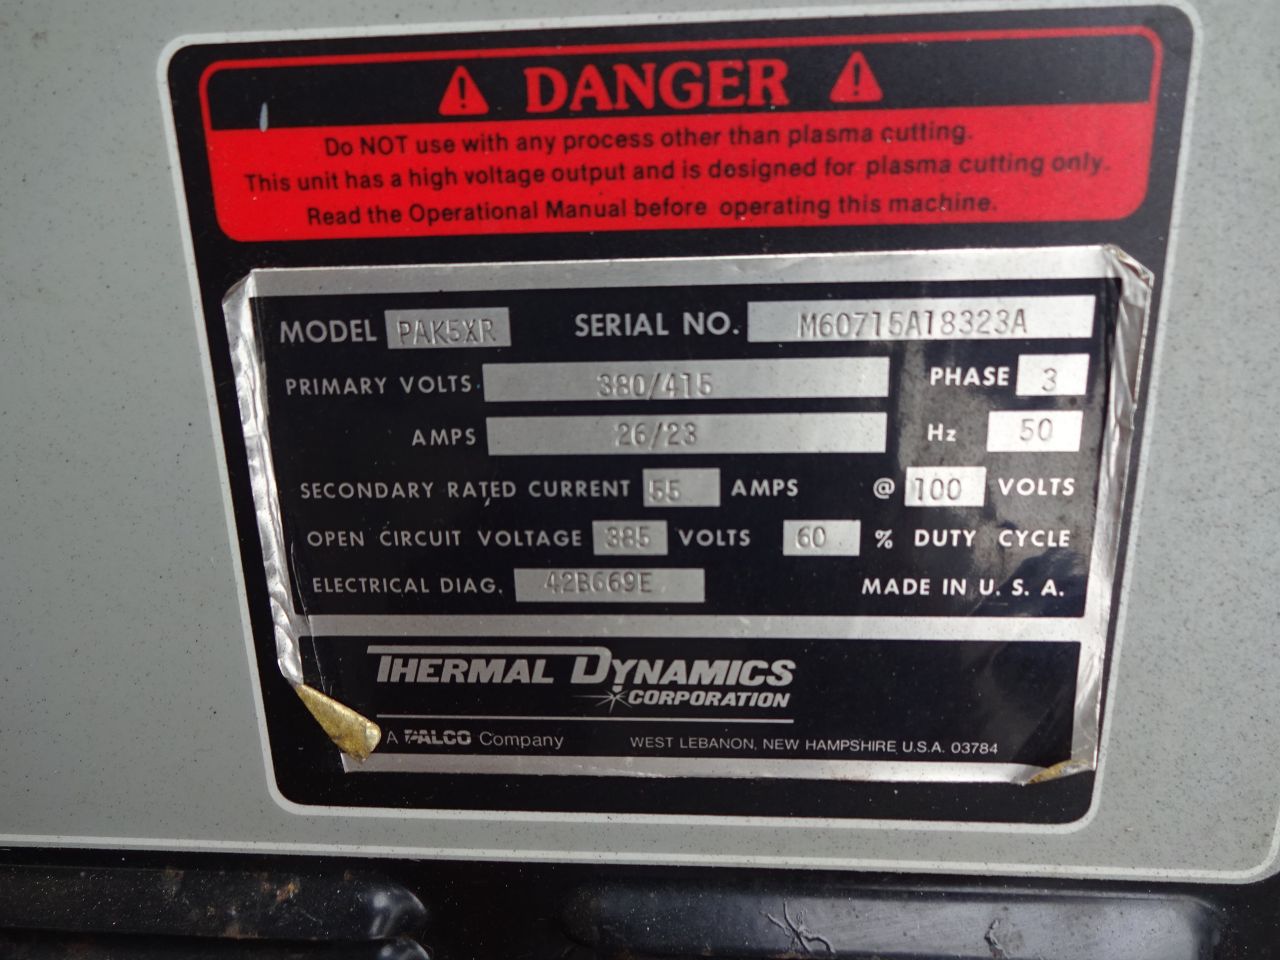 DANGER
Do NOT use with any process other than plasma cutting.
This unit has a high voltage output and is designed for plasma cutting only.
Read the Operational Manual before operating this machine.
MODEL PAK5XR SERIAL NO. M60715A18323A
PRIMARY VOLTS 380/415 PHASE 3
AMPS 26/23 Hz 50
SECONDARY RATED CURRENT 55 AMPS @ 100 VOLTS
OPEN CIRCUIT VOLTAGE 385 VOLTS 60 % DUTY CYCLE
ELECTRICAL DIAG. 42B669E MADE IN U. S. A.
THERMAL DYNAMICS
CORPORATION
A PALCO Company WEST LEBANON, NEW HAMPSHIRE, U.S.A. 03784